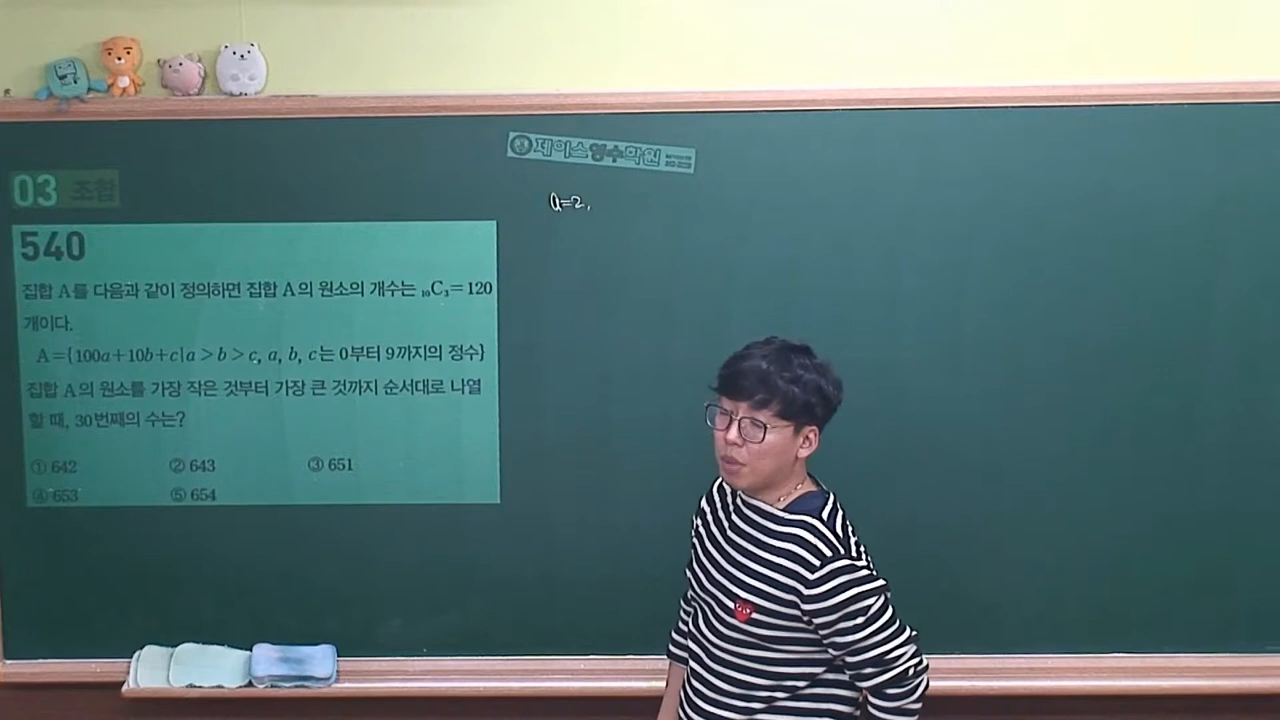 제이스영수학원
03 조합
a=2,
540
집합 A를 다음과 같이 정의하면 집합 A의 원소의 개수는 ₁₀C₃=120
개이다.
A={100a+10b+c|a>b>c, a, b, c는 0부터 9까지의 정수}
집합 A의 원소를 가장 작은 것부터 가장 큰 것까지 순서대로 나열
할 때, 30번째의 수는?
① 642 ② 643 ③ 651
④ 653 ⑤ 654